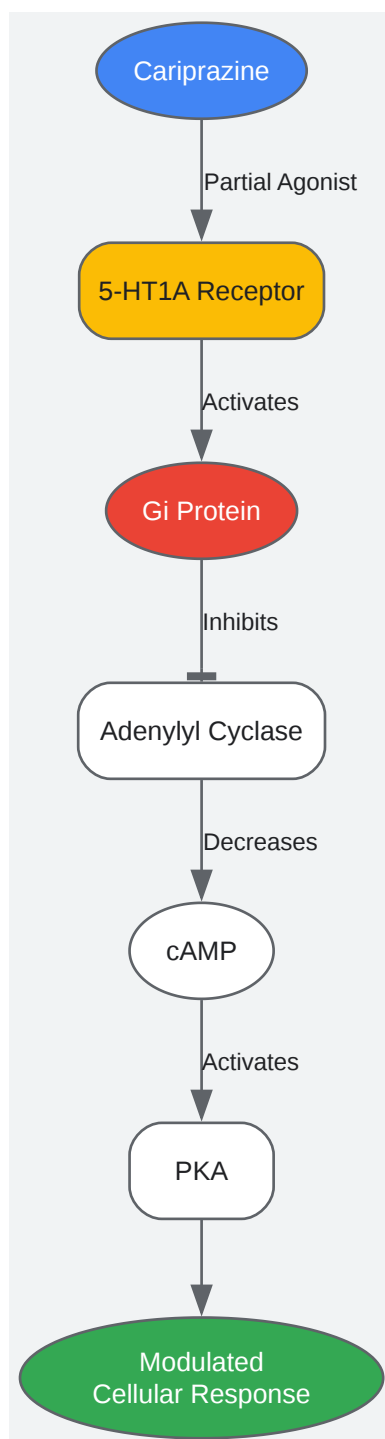 Cariprazine
Partial Agonist
5-HT1A Receptor
Activates
Gi Protein
Inhibits
Adenylyl Cyclase
Decreases
cAMP
Activates
PKA
Modulated
Cellular Response